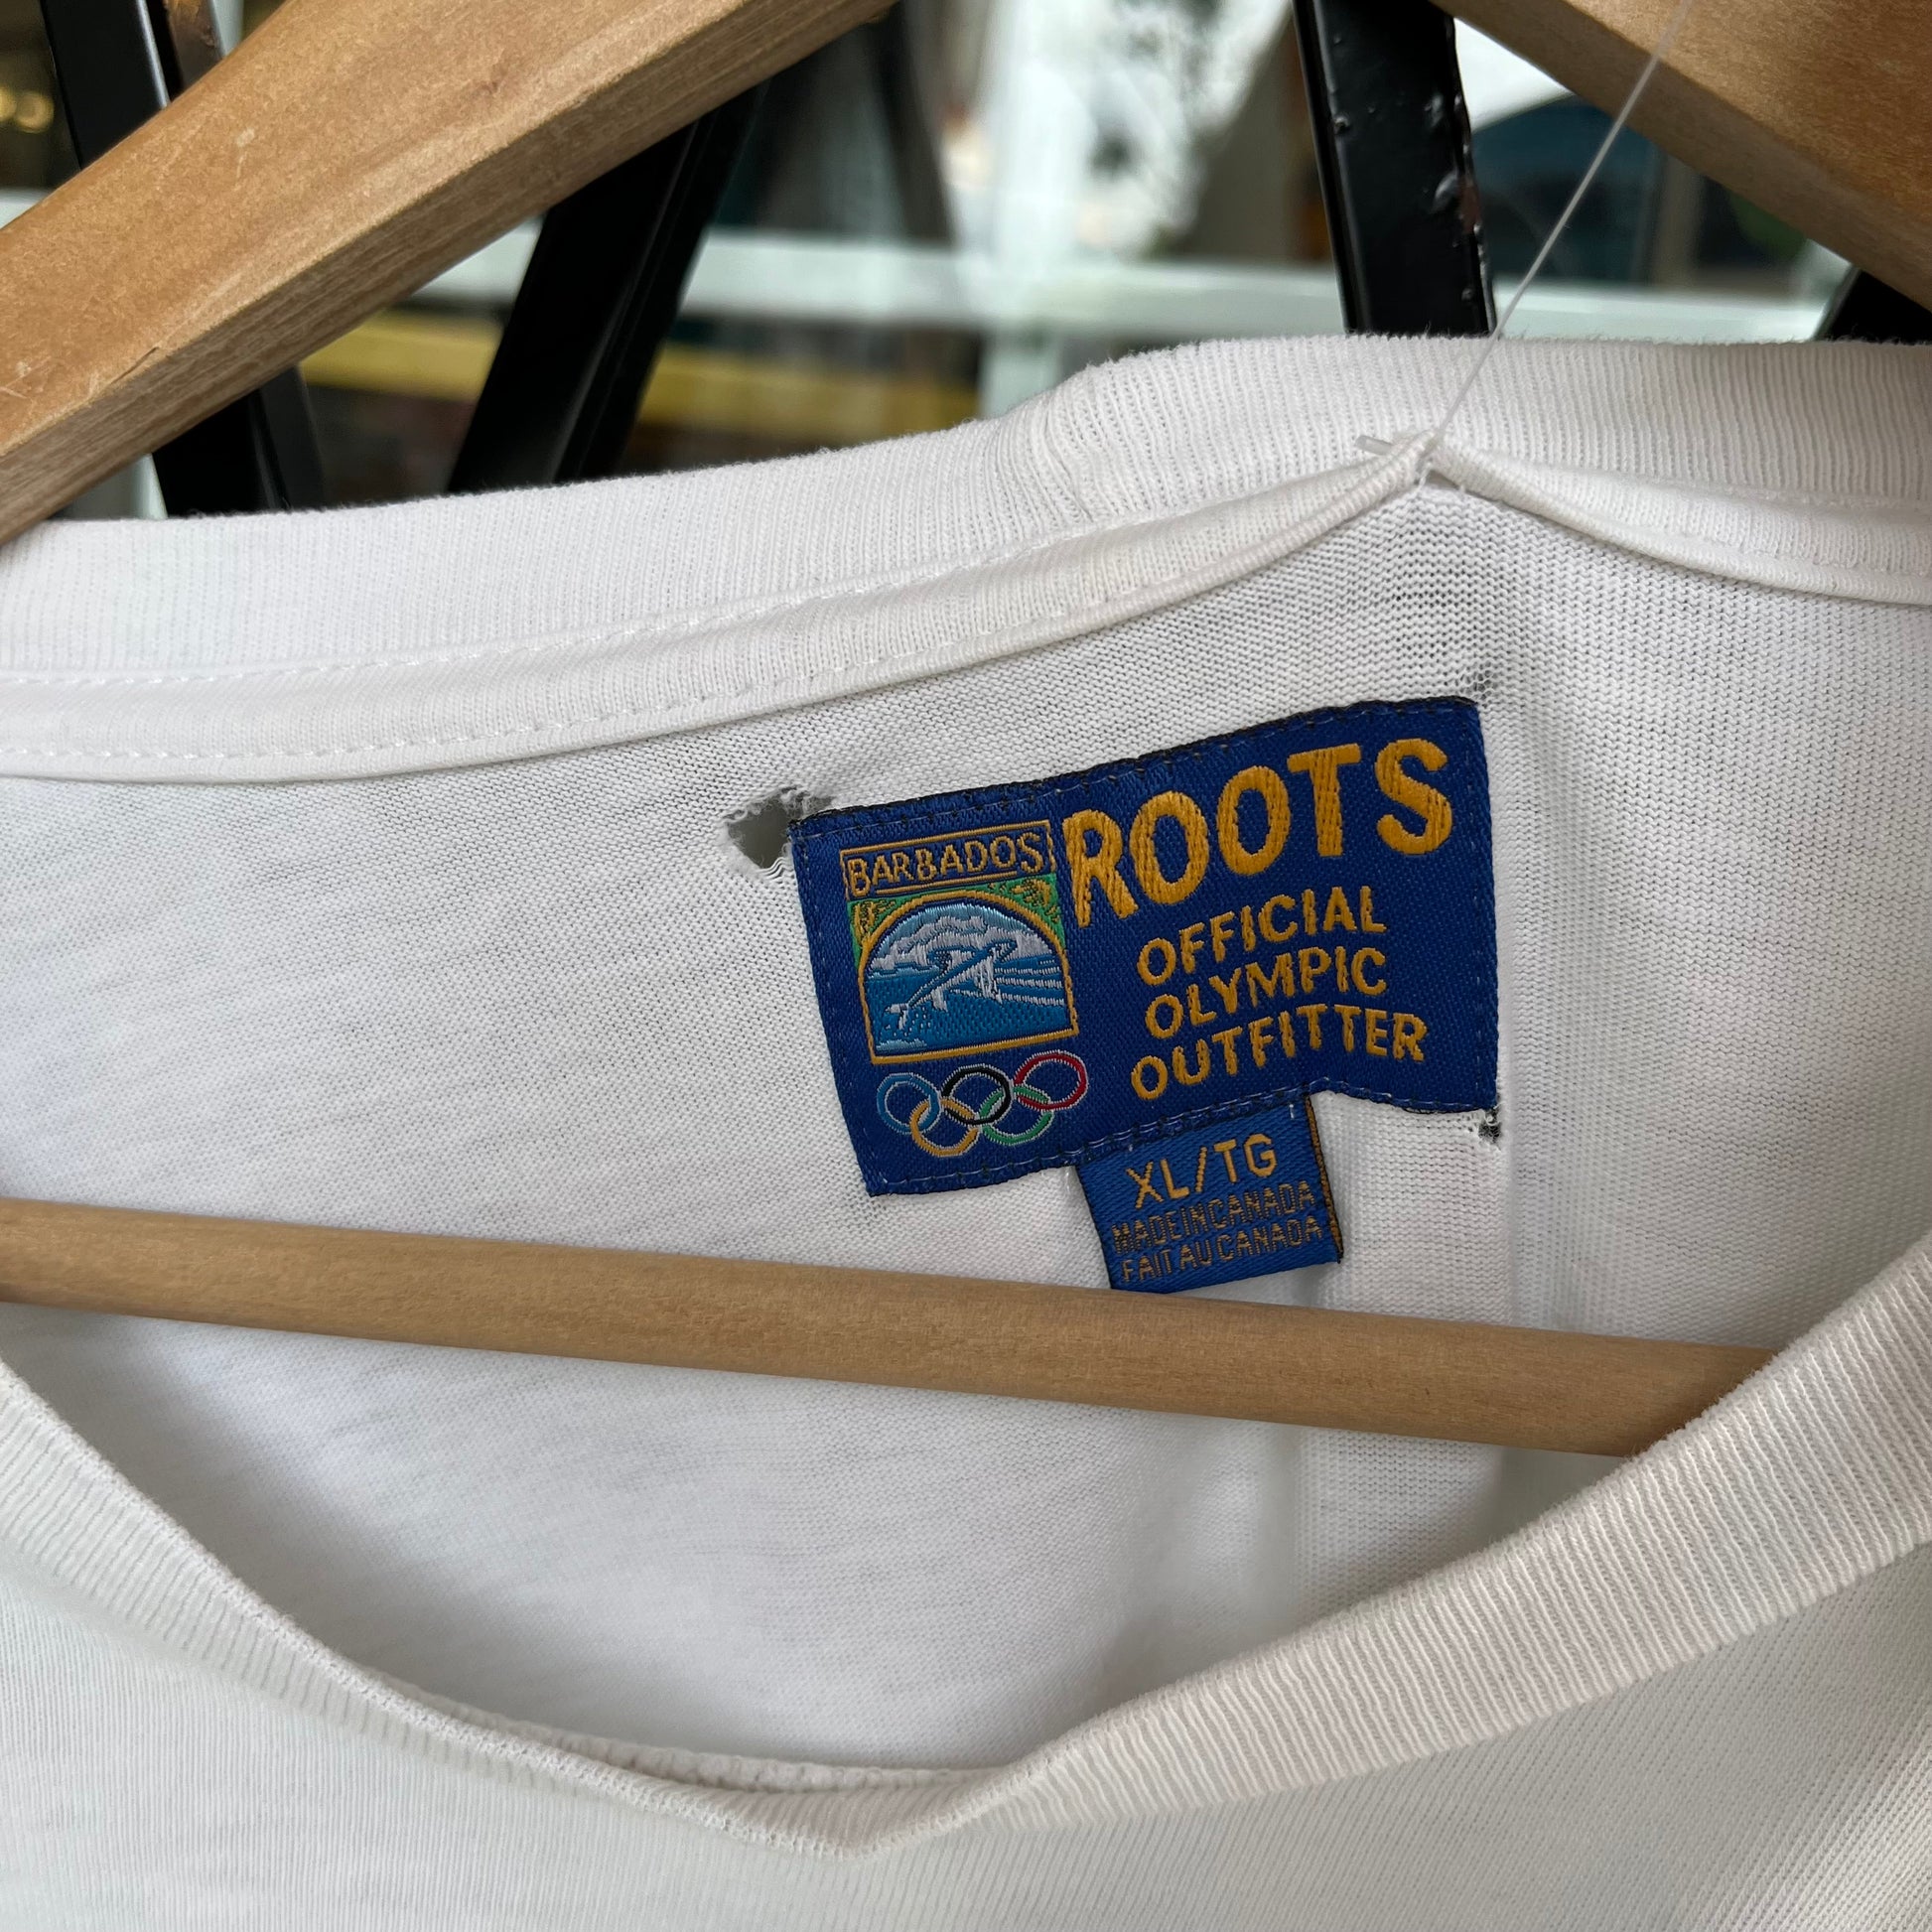 BARBADOS
ROOTS
OFFICIAL
OLYMPIC
OUTFITTER
XL/TG
MADE IN CANADA
FAIT AU CANADA